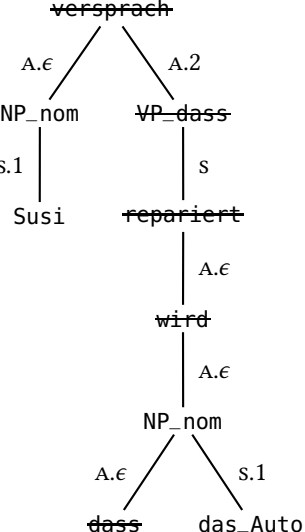 versprach
A.ϵ A.2
NP_nom VP_dass
s.1 s
Susi repariert
A.ϵ
wird
A.ϵ
NP_nom
A.ϵ s.1
dass das_Auto